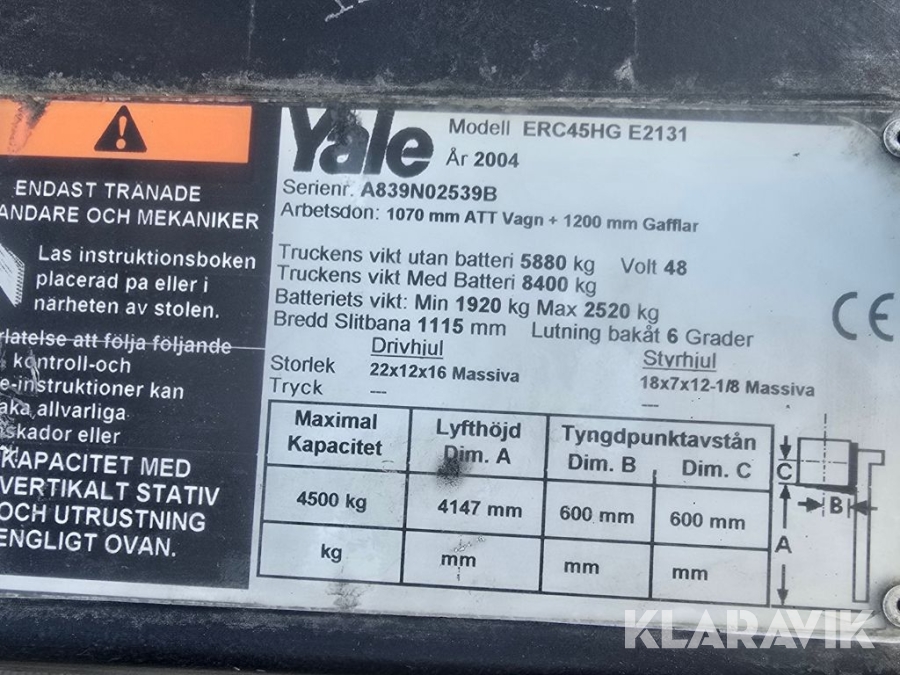 ENDAST TRANADE
ANDARE OCH MEKANIKER
Las instruktionsboken
placerad pa eller i
narheten av stolen.
rlatelse att följa följande
kontroll-och
e-instruktioner kan
aka allvarliga
skador eller
KAPACITET MED
VERTIKALT STATIV
OCH UTRUSTNING
ENGLIGT OVAN.
Yale
Modell ERC45HG E2131
År 2004
Serienr. A839N02539B
Arbetsdon: 1070 mm ATT Vagn + 1200 mm Gafflar
Truckens vikt utan batteri 5880 kg Volt 48
Truckens vikt Med Batteri 8400 kg
Batteriets vikt: Min 1920 kg Max 2520 kg
Bredd Slitbana 1115 mm Lutning bakåt 6 Grader
Drivhjul Styrhjul
Storlek 22x12x16 Massiva 18x7x12-1/8 Massiva
Tryck --- ---
Maximal Kapacitet Lyfthöjd Dim. A Tyngdpunktavstån Dim. B Dim. C
4500 kg 4147 mm 600 mm 600 mm
kg mm mm mm
C
B
A
CE
KLARAVIK